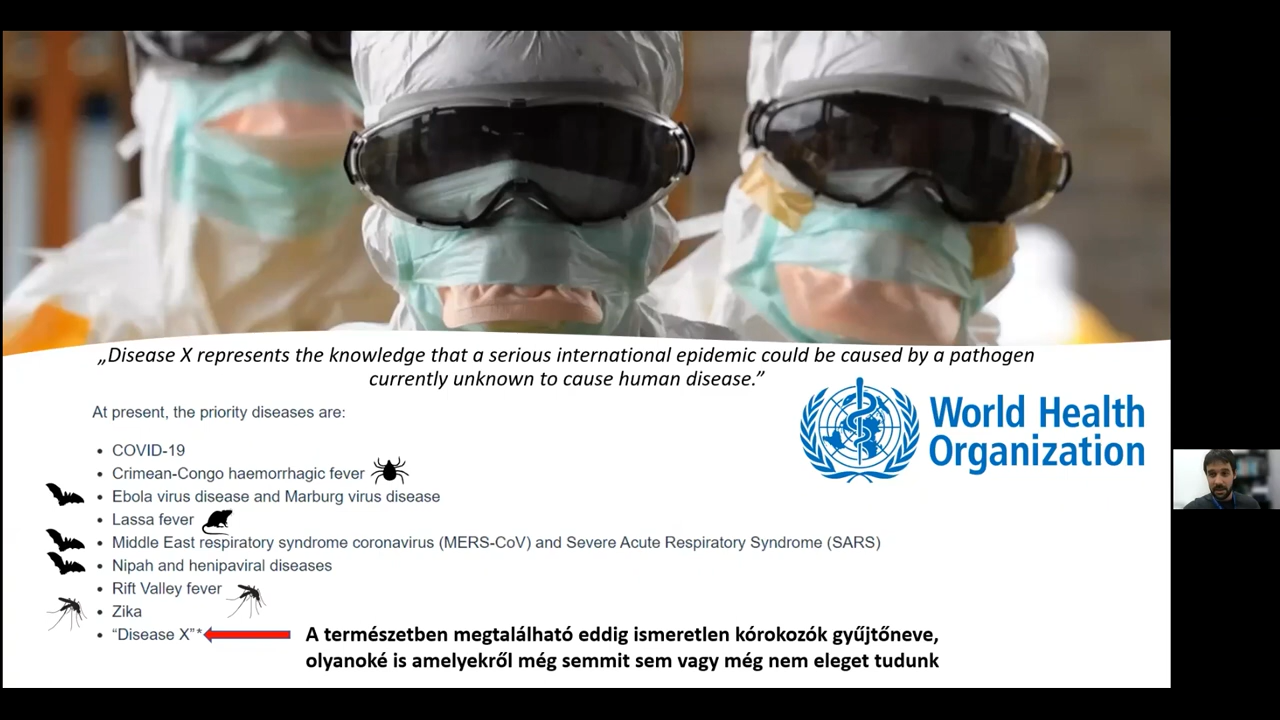 „Disease X represents the knowledge that a serious international epidemic could be caused by a pathogen
currently unknown to cause human disease.”
At present, the priority diseases are:
• COVID-19
• Crimean-Congo haemorrhagic fever
• Ebola virus disease and Marburg virus disease
• Lassa fever
• Middle East respiratory syndrome coronavirus (MERS-CoV) and Severe Acute Respiratory Syndrome (SARS)
• Nipah and henipaviral diseases
• Rift Valley fever
• Zika
• “Disease X”*
A természetben megtalálható eddig ismeretlen kórokozók gyűjtőneve,
olyanoké is amelyekről még semmit sem vagy még nem eleget tudunk
World Health
Organization